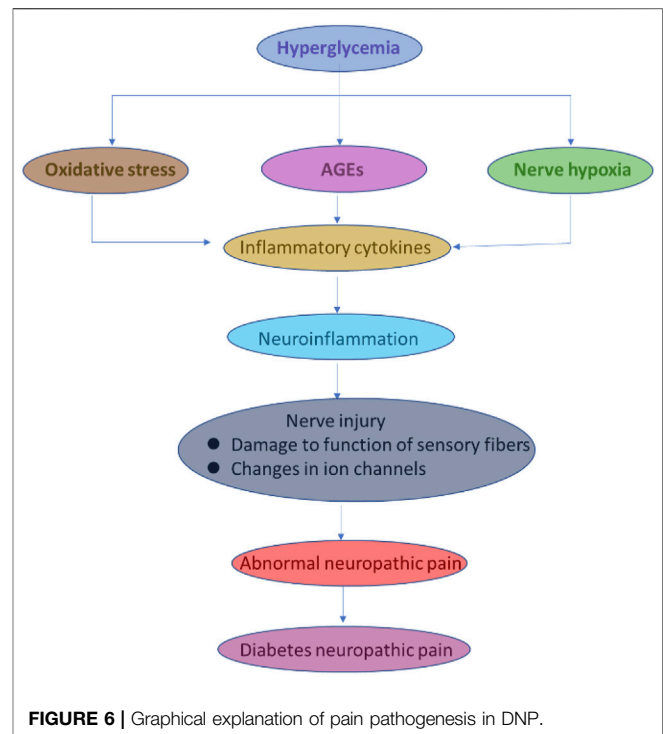 Hyperglycemia
Oxidative stress
AGEs
Nerve hypoxia
Inflammatory cytokines
Neuroinflammation
Nerve injury
● Damage to function of sensory fibers
● Changes in ion channels
Abnormal neuropathic pain
Diabetes neuropathic pain
FIGURE 6 | Graphical explanation of pain pathogenesis in DNP.